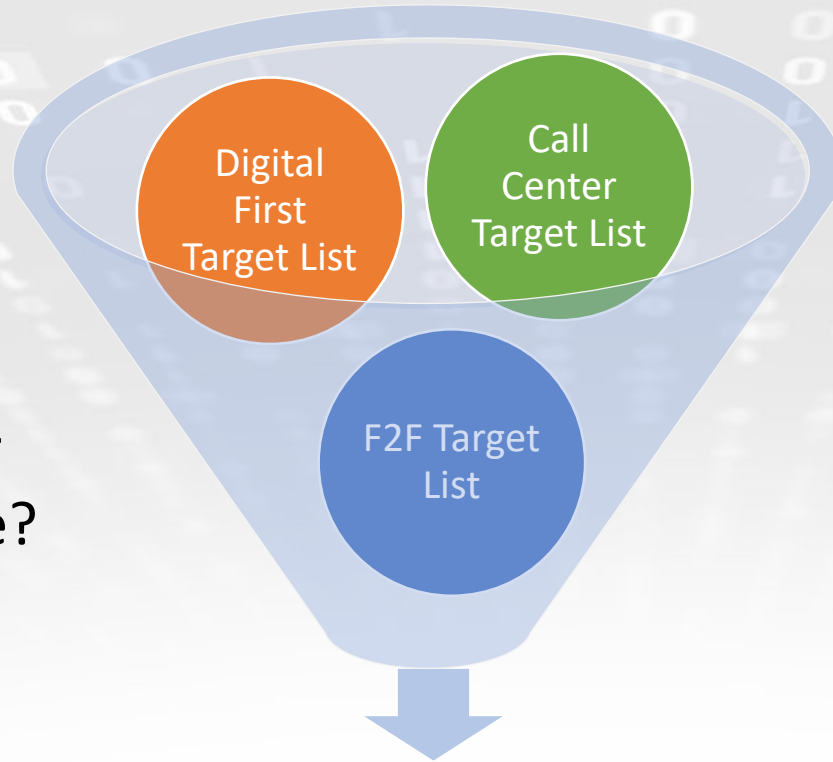 Digital
First
Target List
Call
Center
Target List
F2F Target
List
e?